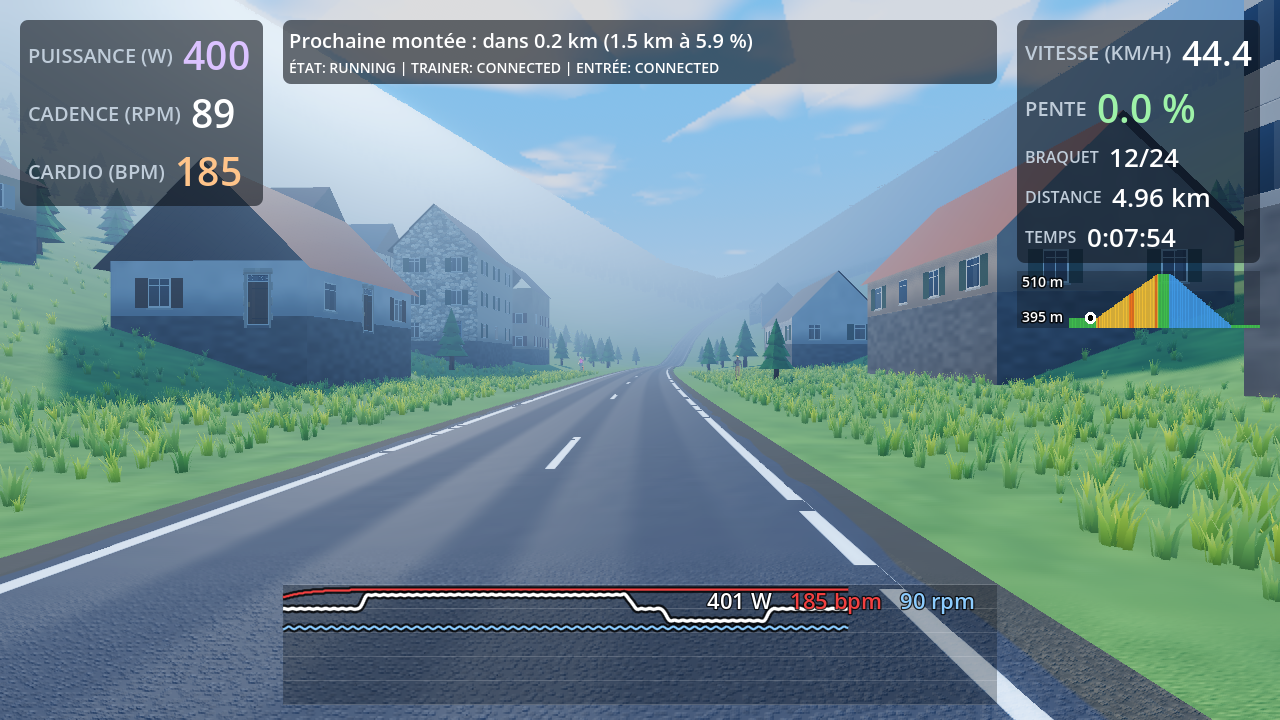 PUISSANCE (W) 400
CADENCE (RPM) 89
CARDIO (BPM) 185
Prochaine montée : dans 0.2 km (1.5 km à 5.9 %)
ÉTAT: RUNNING | TRAINER: CONNECTED | ENTRÉE: CONNECTED
VITESSE (KM/H) 44.4
PENTE 0.0 %
BRAQUET 12/24
DISTANCE 4.96 km
TEMPS 0:07:54
510 m
395 m
401 W 185 bpm 90 rpm